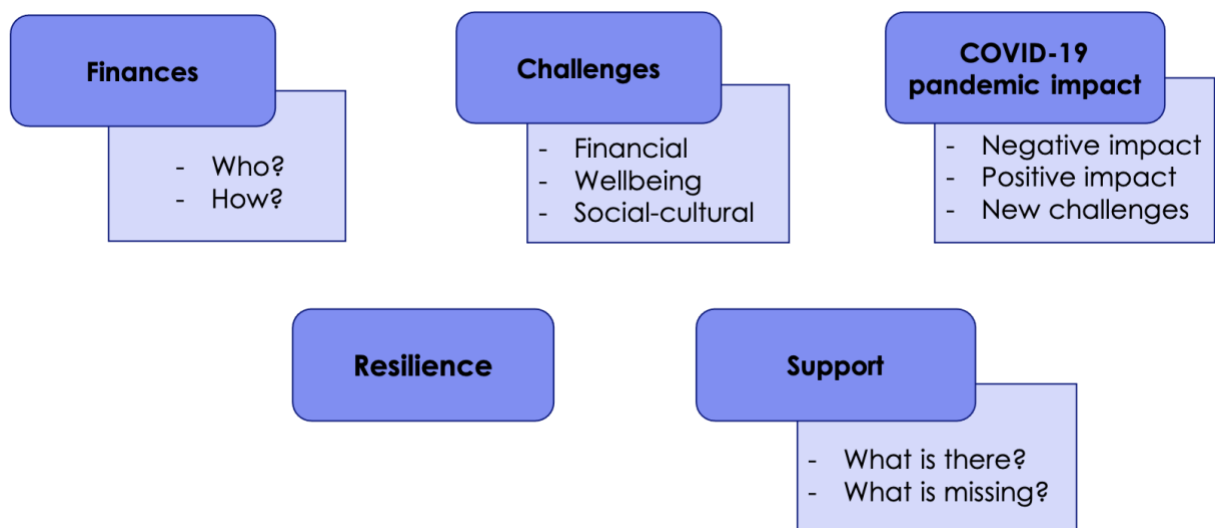 Finances
- Who?
- How?
Challenges
- Financial
- Wellbeing
- Social-cultural
COVID-19
pandemic impact
- Negative impact
- Positive impact
- New challenges
Resilience
Support
- What is there?
- What is missing?